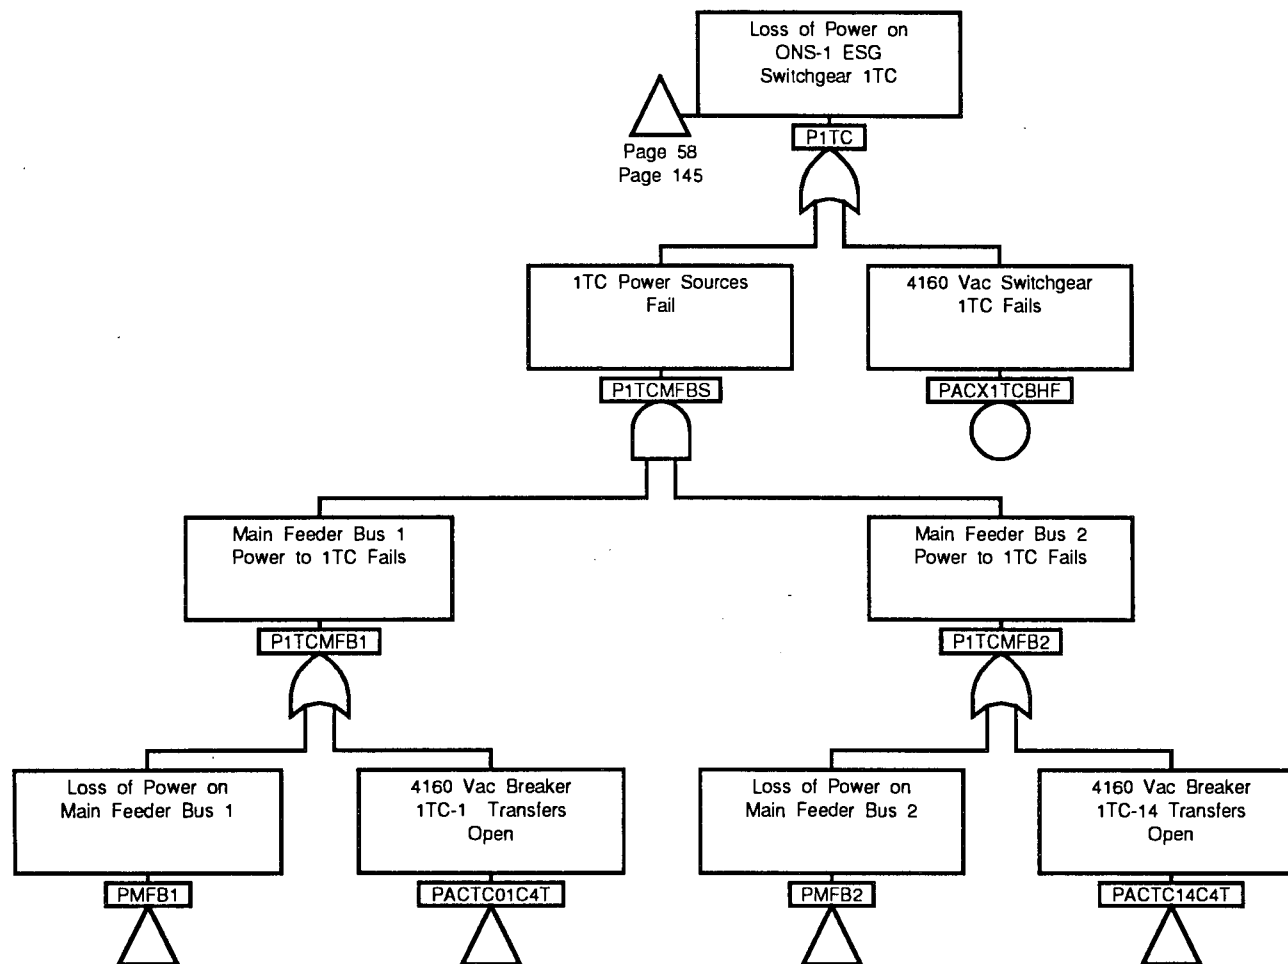 Loss of Power on
ONS-1 ESG
Switchgear 1TC
P1TC
Page 58
Page 145
1TC Power Sources
Fail
4160 Vac Switchgear
1TC Fails
P1TCMFBS
PACX1TCBHF
Main Feeder Bus 1
Power to 1TC Fails
Main Feeder Bus 2
Power to 1TC Fails
P1TCMFB1
P1TCMFB2
Loss of Power on
Main Feeder Bus 1
4160 Vac Breaker
1TC-1 Transfers
Open
Loss of Power on
Main Feeder Bus 2
4160 Vac Breaker
1TC-14 Transfers
Open
PMFB1
PACTC01C4T
PMFB2
PACTC14C4T